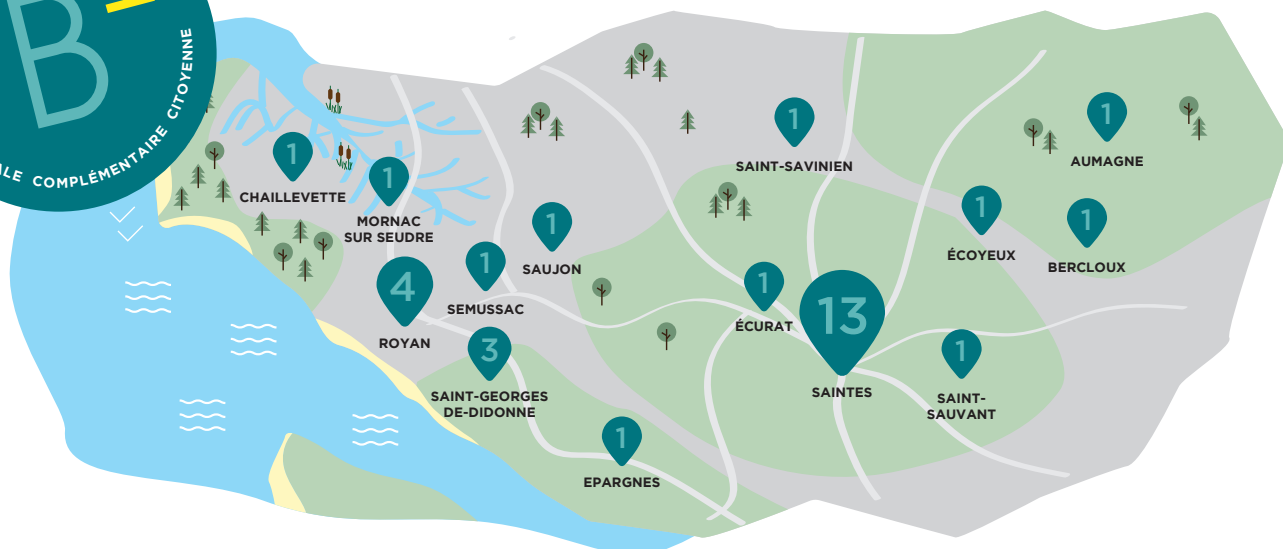 B
LE COMPLÉMENTAIRE CITOYENNE
1
CHAILLEVETTE
1
MORNAC
SUR SEUDRE
4
ROYAN
1
SEMUSSAC
1
SAUJON
3
SAINT-GEORGES
DE-DIDONNE
1
EPARGNES
1
SAINT-SAVINIEN
1
ÉCURAT
13
SAINTES
1
SAINT-
SAUVANT
1
ÉCOYEUX
1
BERCLOUX
1
AUMAGNE